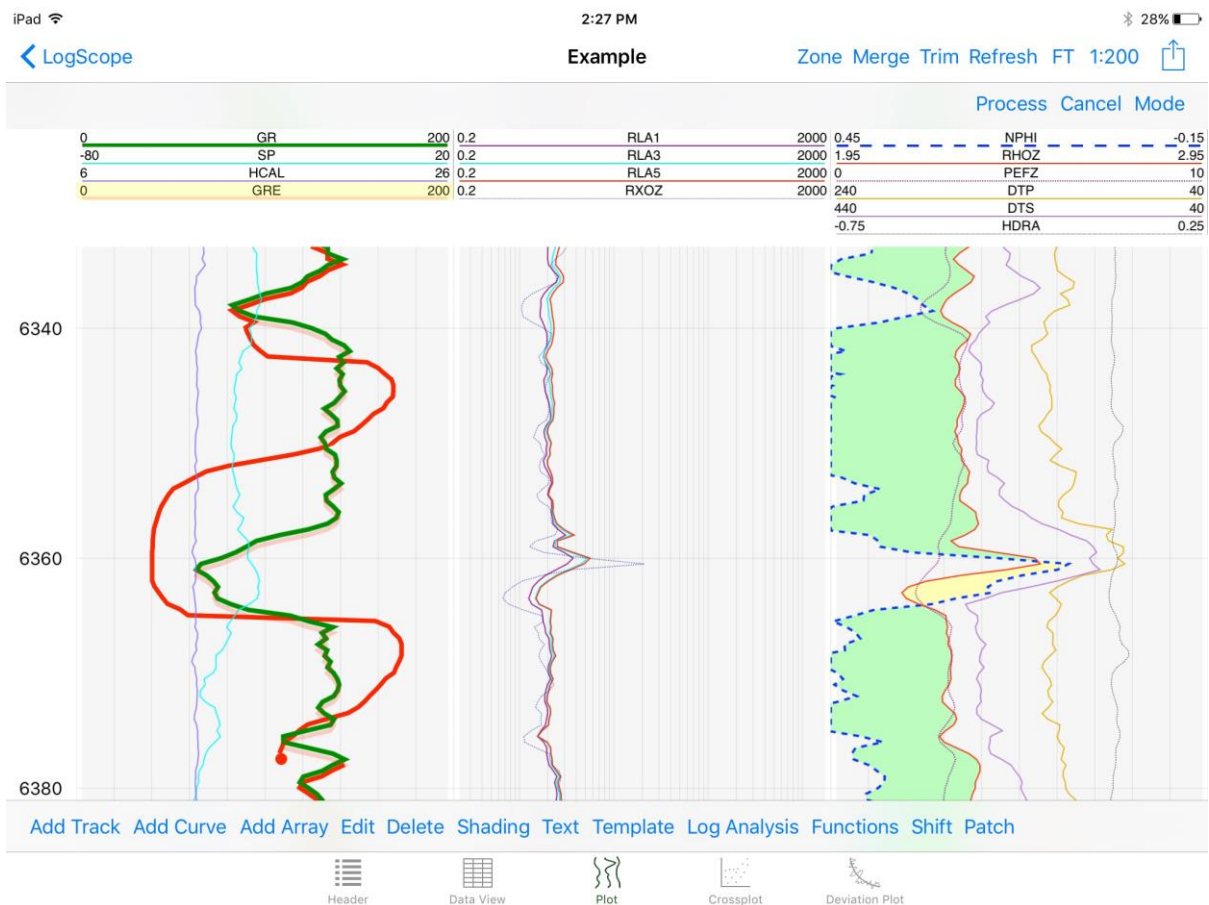 iPad 2:27 PM 28%
LogScope Example Zone Merge Trim Refresh FT 1:200
Process Cancel Mode
0 GR 200 0.2 RLA1 2000 0.45 NPHI -0.15
-80 SP 20 0.2 RLA3 2000 1.95 RHOZ 2.95
6 HCAL 26 0.2 RLA5 2000 0 PEFZ 10
0 GRE 200 0.2 RXOZ 2000 240 DTP 40
440 DTS 40
-0.75 HDRA 0.25
6340
6360
6380
Add Track Add Curve Add Array Edit Delete Shading Text Template Log Analysis Functions Shift Patch
Header Data View Plot Crossplot Deviation Plot